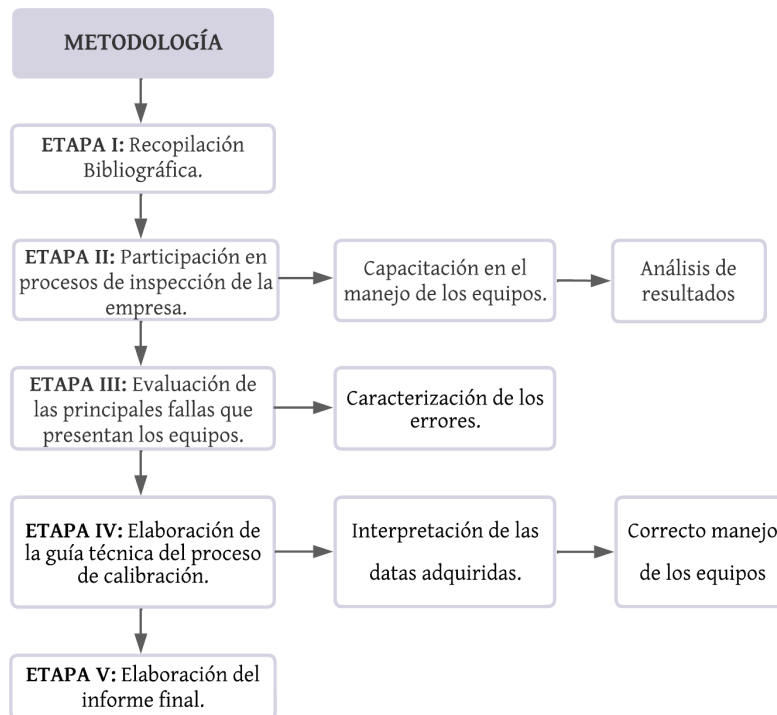 METODOLOGÍA
ETAPA I: Recopilación
Bibliográfica.
ETAPA II: Participación en
procesos de inspección de la
empresa.
Capacitación en el
manejo de los equipos.
Análisis de
resultados
ETAPA III: Evaluación de
las principales fallas que
presentan los equipos.
Caracterización de los
errores.
ETAPA IV: Elaboración de
la guía técnica del proceso
de calibración.
Interpretación de las
datas adquiridas.
Correcto manejo
de los equipos
ETAPA V: Elaboración del
informe final.